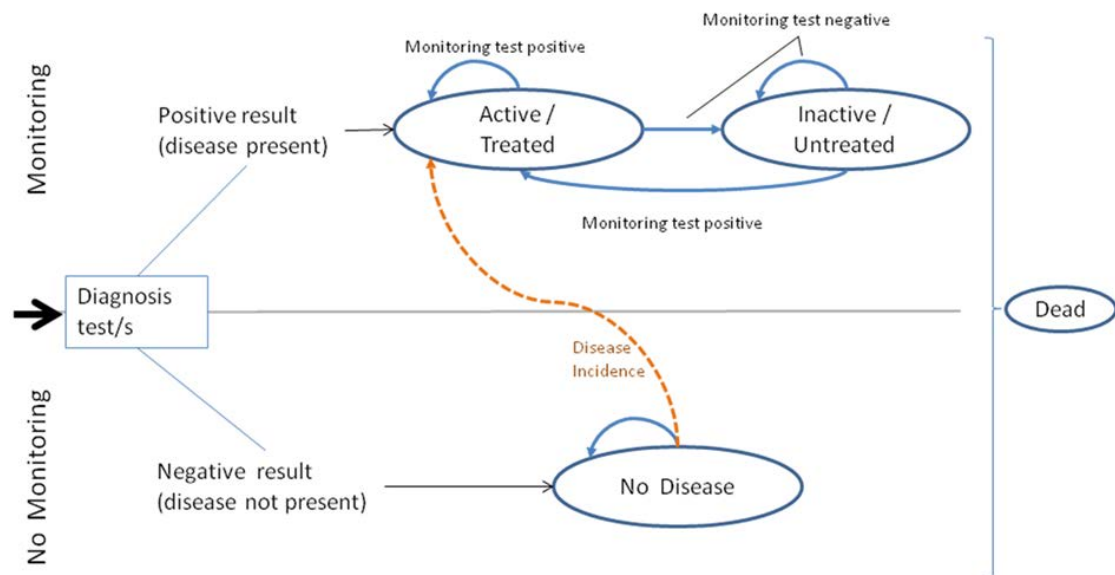 Monitoring
Monitoring test negative
Monitoring test positive
Positive result
(disease present)
Active /
Treated
Inactive /
Untreated
Monitoring test positive
Diagnosis
test/s
Dead
Disease
Incidence
No Monitoring
Negative result
(disease not present)
No Disease